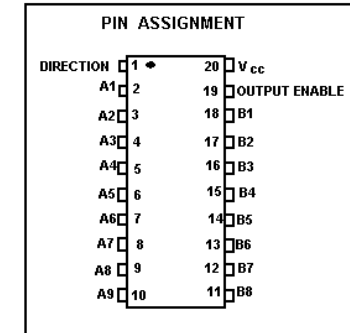 PIN ASSIGNMENT
DIRECTION 1 20 Vcc
A1 2 19 OUTPUT ENABLE
A2 3 18 B1
A3 4 17 B2
A4 5 16 B3
A5 6 15 B4
A6 7 14 B5
A7 8 13 B6
A8 9 12 B7
A9 10 11 B8